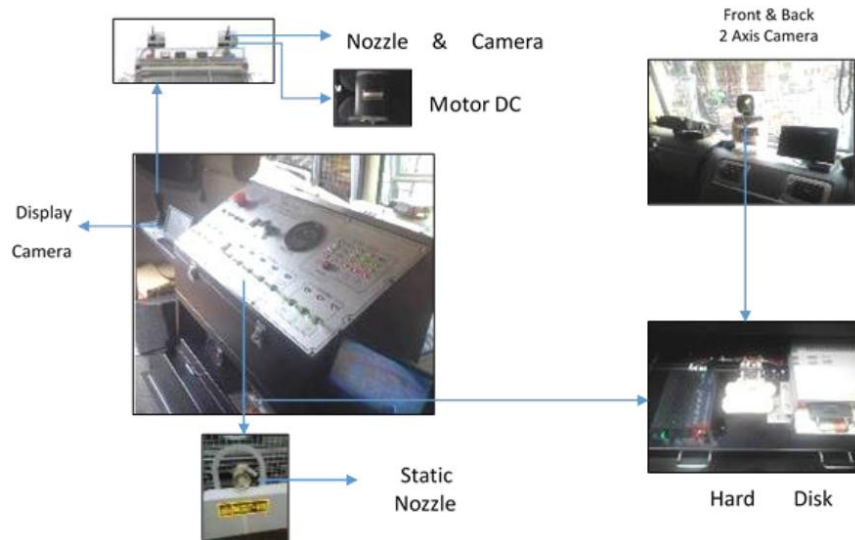 Front & Back
2 Axis Camera
Nozzle & Camera
Motor DC
Display
Camera
Static
Nozzle
Hard Disk